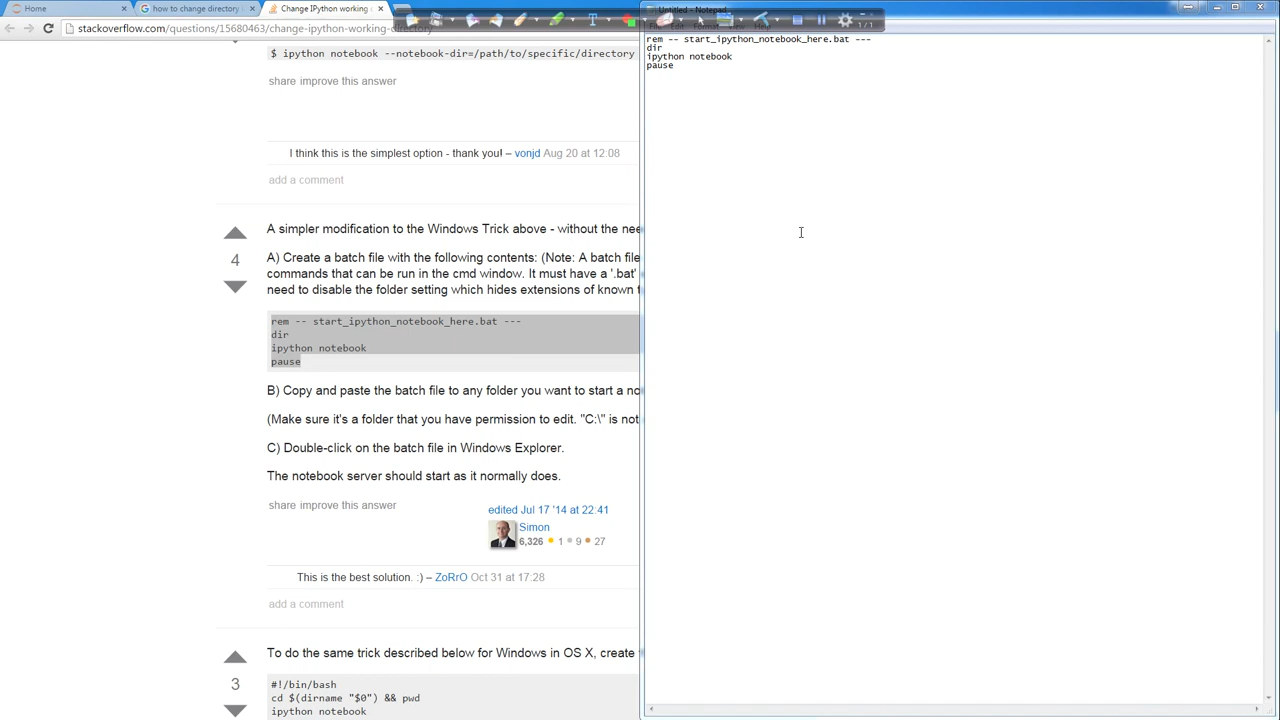 Home
how to change directory i
Change IPython working d
stackoverflow.com/questions/15680463/change-ipython-working-directory
$ ipython notebook --notebook-dir=/path/to/specific/directory
share improve this answer
I think this is the simplest option - thank you! – vonjd Aug 20 at 12:08
add a comment
4
A simpler modification to the Windows Trick above - without the nee
A) Create a batch file with the following contents: (Note: A batch file
commands that can be run in the cmd window. It must have a '.bat'
need to disable the folder setting which hides extensions of known
rem -- start_ipython_notebook_here.bat ---
dir
ipython notebook
pause
B) Copy and paste the batch file to any folder you want to start a no
(Make sure it's a folder that you have permission to edit. "C:\" is not
C) Double-click on the batch file in Windows Explorer.
The notebook server should start as it normally does.
share improve this answer
edited Jul 17 '14 at 22:41
Simon
6,326 1 9 27
This is the best solution. :) – ZoRrO Oct 31 at 17:28
add a comment
3
To do the same trick described below for Windows in OS X, create
#!/bin/bash
cd $(dirname "$0") && pwd
ipython notebook
Untitled - Notepad
File Edit Format View Help
1 / 1
rem -- start_ipython_notebook_here.bat ---
dir
ipython notebook
pause